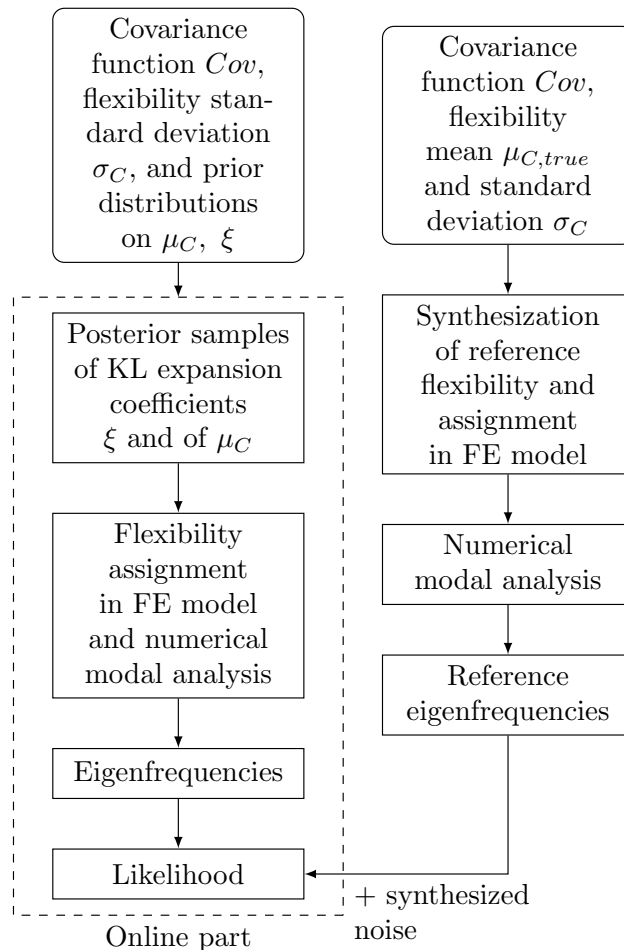 Covariance
function Cov,
flexibility stan-
dard deviation
σ_C, and prior
distributions
on μ_C, ξ
Posterior samples
of KL expansion
coefficients
ξ and of μ_C
Flexibility
assignment
in FE model
and numerical
modal analysis
Eigenfrequencies
Likelihood
Online part
Covariance
function Cov,
flexibility
mean μ_{C,true}
and standard
deviation σ_C
Synthesization
of reference
flexibility and
assignment
in FE model
Numerical
modal analysis
Reference
eigenfrequencies
+ synthesized
noise